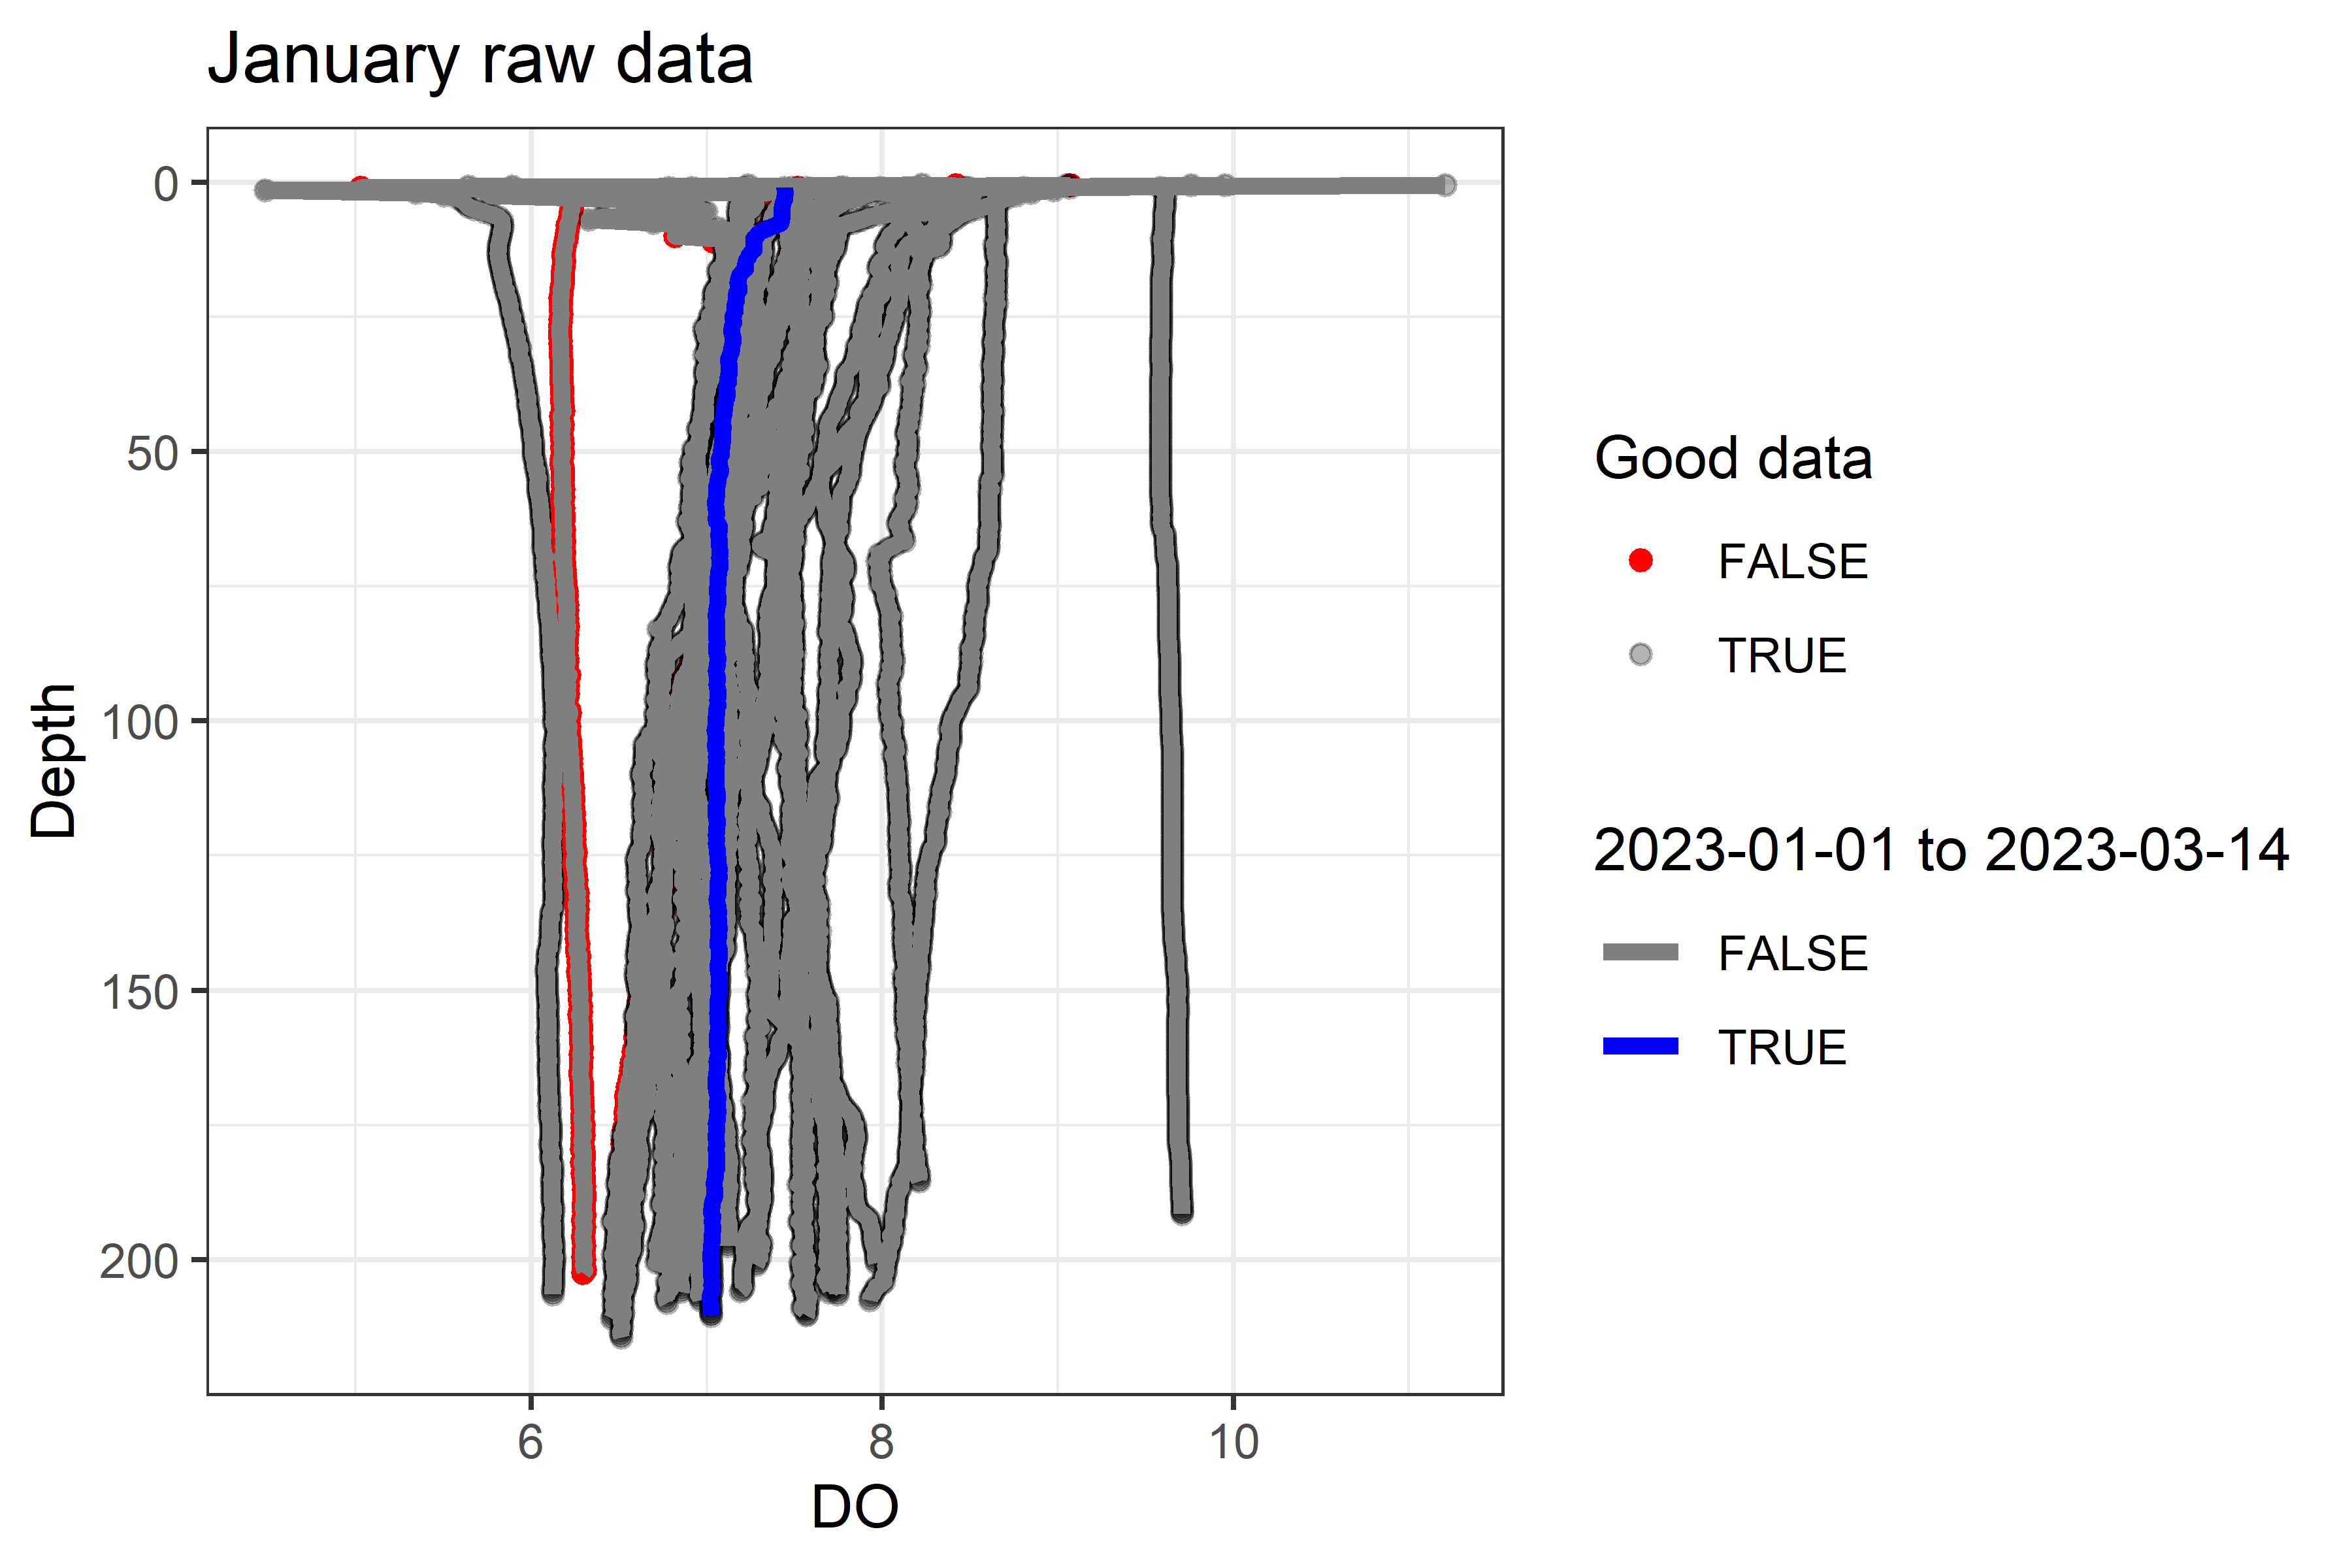 January raw data
0
50
100
150
200
Depth
6
8
10
DO
Good data
FALSE
TRUE
2023-01-01 to 2023-03-14
FALSE
TRUE